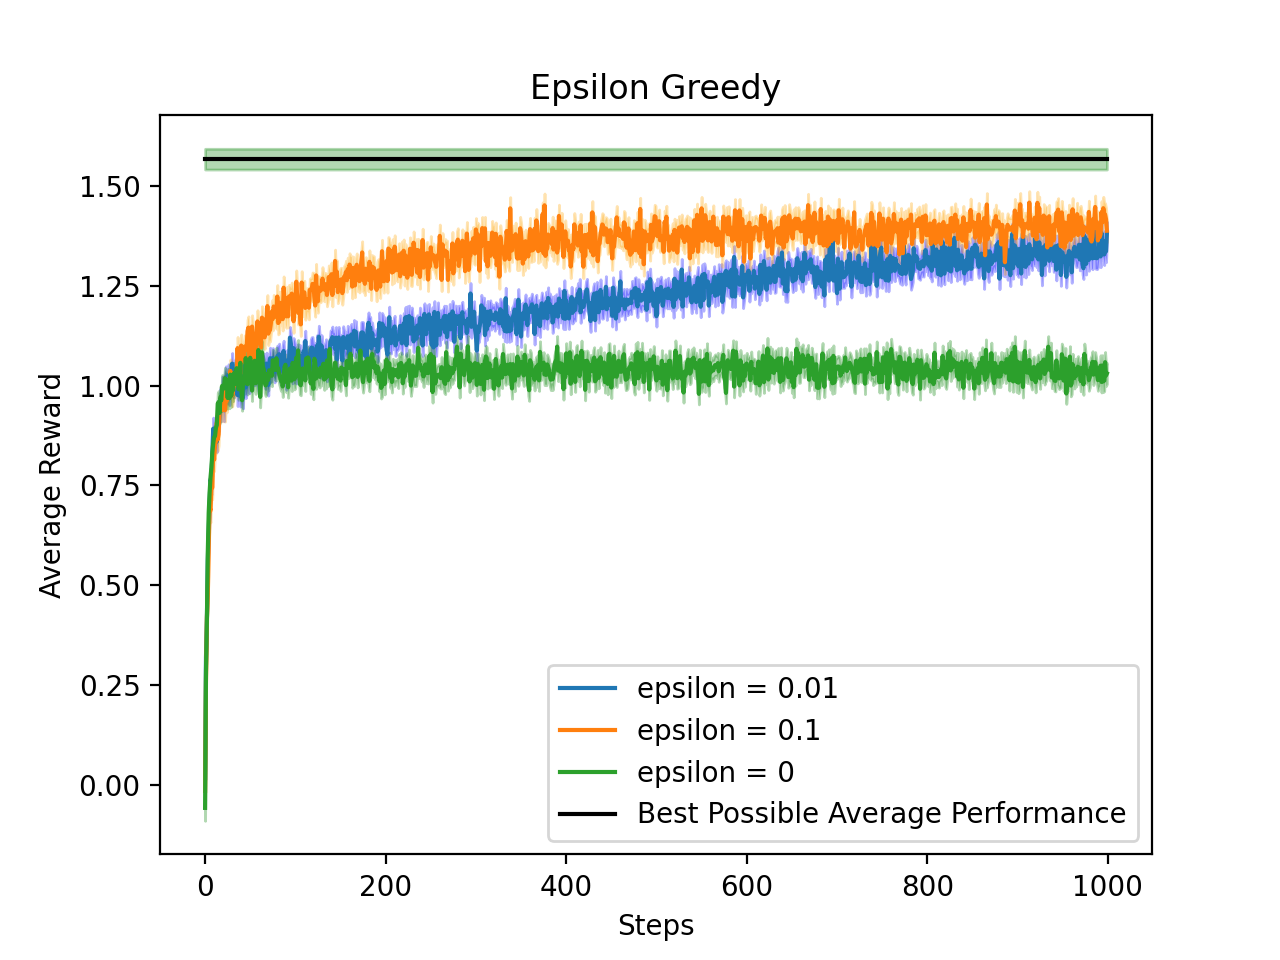 Epsilon Greedy
Average Reward
1.50
1.25
1.00
0.75
0.50
0.25
0.00
epsilon = 0.01
epsilon = 0.1
epsilon = 0
Best Possible Average Performance
0 200 400 600 800 1000
Steps